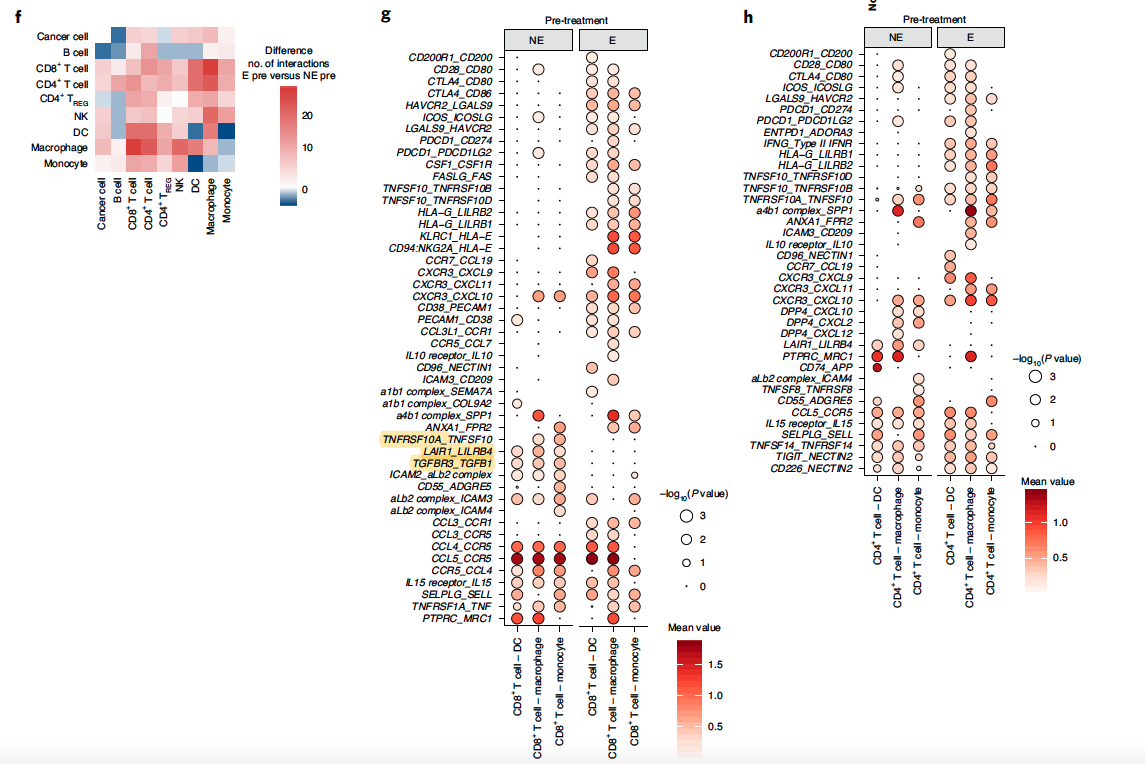 f
Cancer cell
B cell
CD8+ T cell
CD4+ T cell
CD4+ TREG
NK
DC
Macrophage
Monocyte
Cancer cell
B cell
CD8+ T cell
CD4+ T cell
CD4+ TREG
NK
DC
Macrophage
Monocyte
Difference
no. of interactions
E pre versus NE pre
20
10
0
g
Pre-treatment
NE
E
CD200R1_CD200
CD28_CD80
CTLA4_CD80
CTLA4_CD86
HAVCR2_LGALS9
ICOS_ICOSLG
LGALS9_HAVCR2
PDCD1_CD274
PDCD1_PDCD1LG2
CSF1_CSF1R
FASLG_FAS
TNFSF10_TNFRSF10B
TNFSF10_TNFRSF10D
HLA-G_LILRB2
HLA-G_LILRB1
KLRC1_HLA-E
CD94:NKG2A_HLA-E
CCR7_CCL19
CXCR3_CXCL9
CXCR3_CXCL11
CXCR3_CXCL10
CD38_PECAM1
PECAM1_CD38
CCL3L1_CCR1
CCR5_CCL7
IL10 receptor_IL10
CD96_NECTIN1
ICAM3_CD209
a1b1 complex_SEMA7A
a1b1 complex_COL9A2
a4b1 complex_SPP1
ANXA1_FPR2
TNFRSF10A_TNFSF10
LAIR1_LILRB4
TGFBR3_TGFB1
ICAM2_aLb2 complex
CD55_ADGRE5
aLb2 complex_ICAM3
aLb2 complex_ICAM4
CCL3_CCR1
CCL3_CCR5
CCL4_CCR5
CCL5_CCR5
CCR5_CCL4
IL15 receptor_IL15
SELPLG_SELL
TNFRSF1A_TNF
PTPRC_MRC1
CD8+ T cell – DC
CD8+ T cell – macrophage
CD8+ T cell – monocyte
CD8+ T cell – DC
CD8+ T cell – macrophage
CD8+ T cell – monocyte
–log10(P value)
3
2
1
0
Mean value
1.5
1.0
0.5
h
Pre-treatment
NE
E
CD200R1_CD200
CD28_CD80
CTLA4_CD80
ICOS_ICOSLG
LGALS9_HAVCR2
PDCD1_CD274
PDCD1_PDCD1LG2
ENTPD1_ADORA3
IFNG_Type II IFNR
HLA-G_LILRB1
HLA-G_LILRB2
TNFSF10_TNFRSF10D
TNFSF10_TNFRSF10B
TNFRSF10A_TNFSF10
a4b1 complex_SPP1
ANXA1_FPR2
ICAM3_CD209
IL10 receptor_IL10
CD96_NECTIN1
CCR7_CCL19
CXCR3_CXCL9
CXCR3_CXCL11
CXCR3_CXCL10
DPP4_CXCL10
DPP4_CXCL2
DPP4_CXCL12
LAIR1_LILRB4
PTPRC_MRC1
CD74_APP
aLb2 complex_ICAM4
TNFSF8_TNFRSF8
CD55_ADGRE5
CCL5_CCR5
IL15 receptor_IL15
SELPLG_SELL
TNFSF14_TNFRSF14
TIGIT_NECTIN2
CD226_NECTIN2
CD4+ T cell – DC
CD4+ T cell – macrophage
CD4+ T cell – monocyte
CD4+ T cell – DC
CD4+ T cell – macrophage
CD4+ T cell – monocyte
–log10(P value)
3
2
1
0
Mean value
1.0
0.5